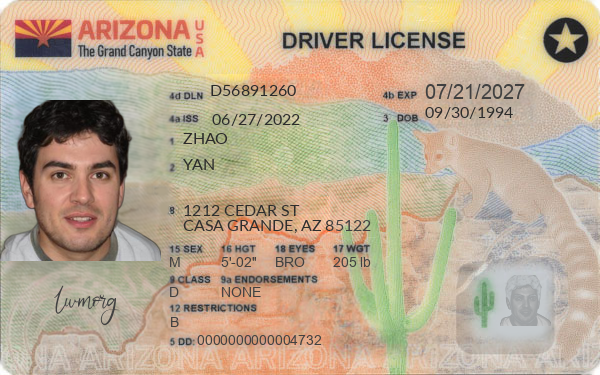 ARIZONA USA
The Grand Canyon State
DRIVER LICENSE
4d DLN D56891260
4b EXP 07/21/2027
4a ISS 06/27/2022
3 DOB 09/30/1994
1 ZHAO
2 YAN
8 1212 CEDAR ST
CASA GRANDE, AZ 85122
15 SEX 16 HGT 18 EYES 17 WGT
M 5'-02" BRO 205 lb
9 CLASS 9a ENDORSEMENTS
D NONE
12 RESTRICTIONS
B
5 DD: 0000000000004732
ARIZONA ARIZONA ARIZONA ARIZONA